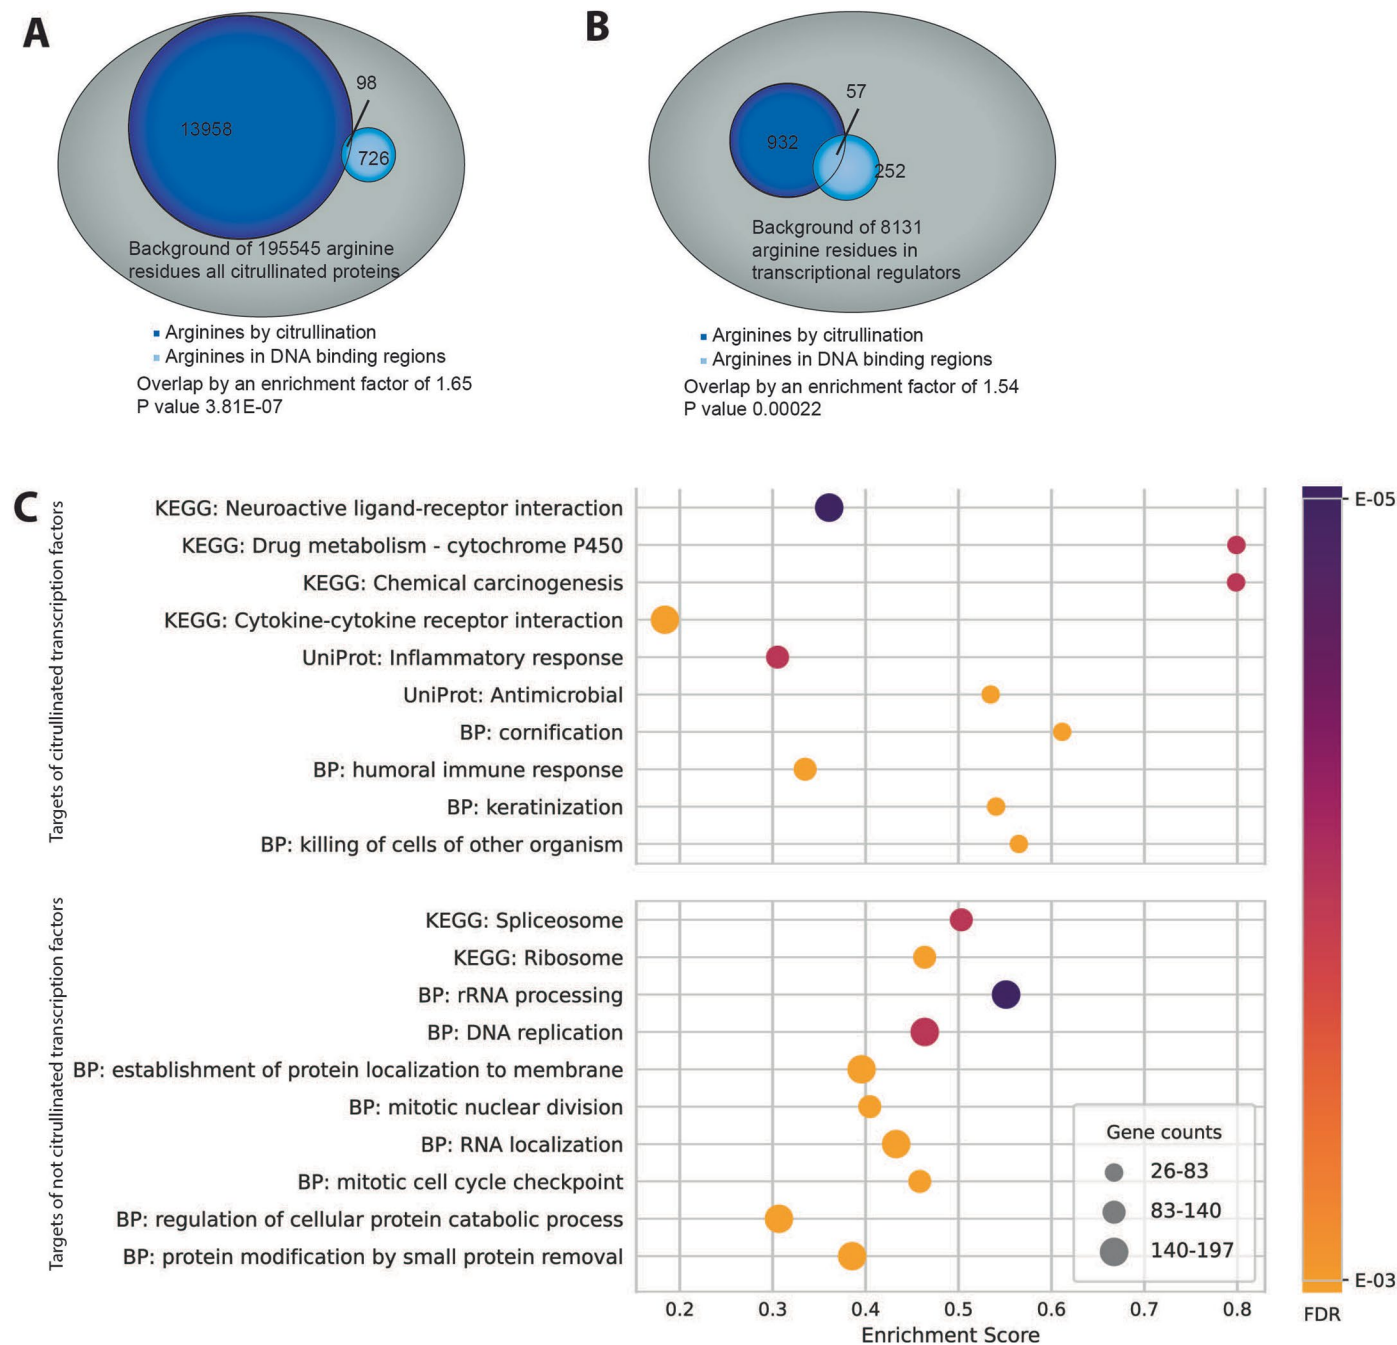 A
98
13958
726
Background of 195545 arginine
residues all citrullinated proteins
Arginines by citrullination
Arginines in DNA binding regions
Overlap by an enrichment factor of 1.65
P value 3.81E-07
B
57
932
252
Background of 8131
arginine residues in
transcriptional regulators
Arginines by citrullination
Arginines in DNA binding regions
Overlap by an enrichment factor of 1.54
P value 0.00022
C
Targets of citrullinated transcription factors
KEGG: Neuroactive ligand-receptor interaction
KEGG: Drug metabolism - cytochrome P450
KEGG: Chemical carcinogenesis
KEGG: Cytokine-cytokine receptor interaction
UniProt: Inflammatory response
UniProt: Antimicrobial
BP: cornification
BP: humoral immune response
BP: keratinization
BP: killing of cells of other organism
Targets of not citrullinated transcription factors
KEGG: Spliceosome
KEGG: Ribosome
BP: rRNA processing
BP: DNA replication
BP: establishment of protein localization to membrane
BP: mitotic nuclear division
BP: RNA localization
BP: mitotic cell cycle checkpoint
BP: regulation of cellular protein catabolic process
BP: protein modification by small protein removal
Gene counts
26-83
83-140
140-197
0.2 0.3 0.4 0.5 0.6 0.7 0.8
Enrichment Score
E-05
E-03
FDR